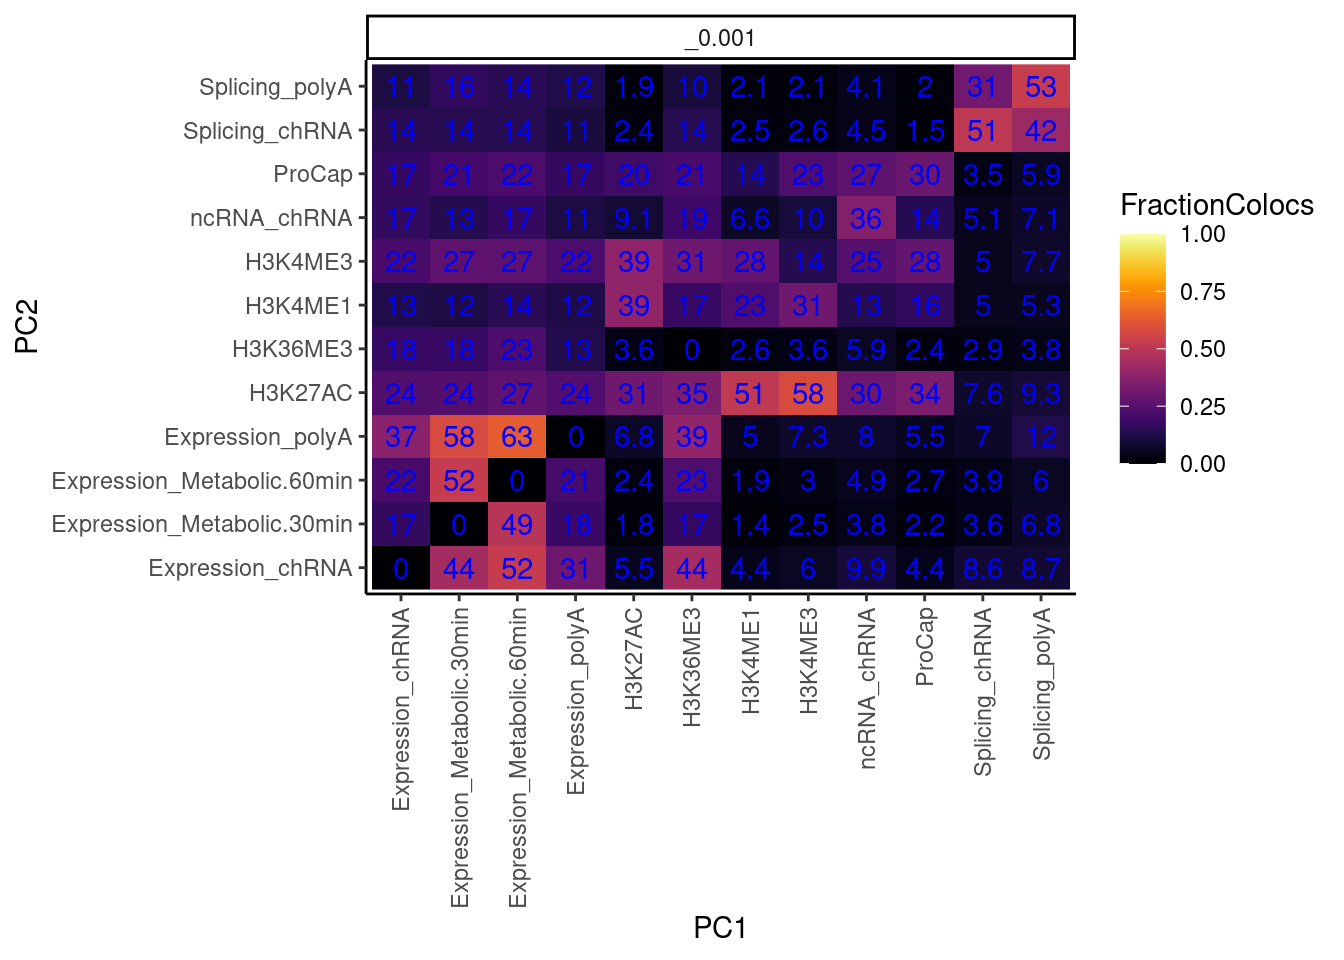 _0.001
Splicing_polyA 11 16 14 12 1.9 10 2.1 2.1 4.1 2 31 53
Splicing_chRNA 14 14 14 11 2.4 14 2.5 2.6 4.5 1.5 51 42
ProCap 17 21 22 17 20 21 14 23 27 30 3.5 5.9
ncRNA_chRNA 17 13 17 11 9.1 19 6.6 10 36 14 5.1 7.1
H3K4ME3 22 27 27 22 39 31 28 14 25 28 5 7.7
H3K4ME1 13 12 14 12 39 17 23 31 13 16 5 5.3
H3K36ME3 18 18 23 13 3.6 0 2.6 3.6 5.9 2.4 2.9 3.8
H3K27AC 24 24 27 24 31 35 51 58 30 34 7.6 9.3
Expression_polyA 37 58 63 0 6.8 39 5 7.3 8 5.5 7 12
Expression_Metabolic.60min 22 52 0 21 2.4 23 1.9 3 4.9 2.7 3.9 6
Expression_Metabolic.30min 17 0 49 18 1.8 17 1.4 2.5 3.8 2.2 3.6 6.8
Expression_chRNA 0 44 52 31 5.5 44 4.4 6 9.9 4.4 8.6 8.7
PC2
Expression_chRNA
Expression_Metabolic.30min
Expression_Metabolic.60min
Expression_polyA
H3K27AC
H3K36ME3
H3K4ME1
H3K4ME3
ncRNA_chRNA
ProCap
Splicing_chRNA
Splicing_polyA
PC1
FractionColocs
1.00
0.75
0.50
0.25
0.00